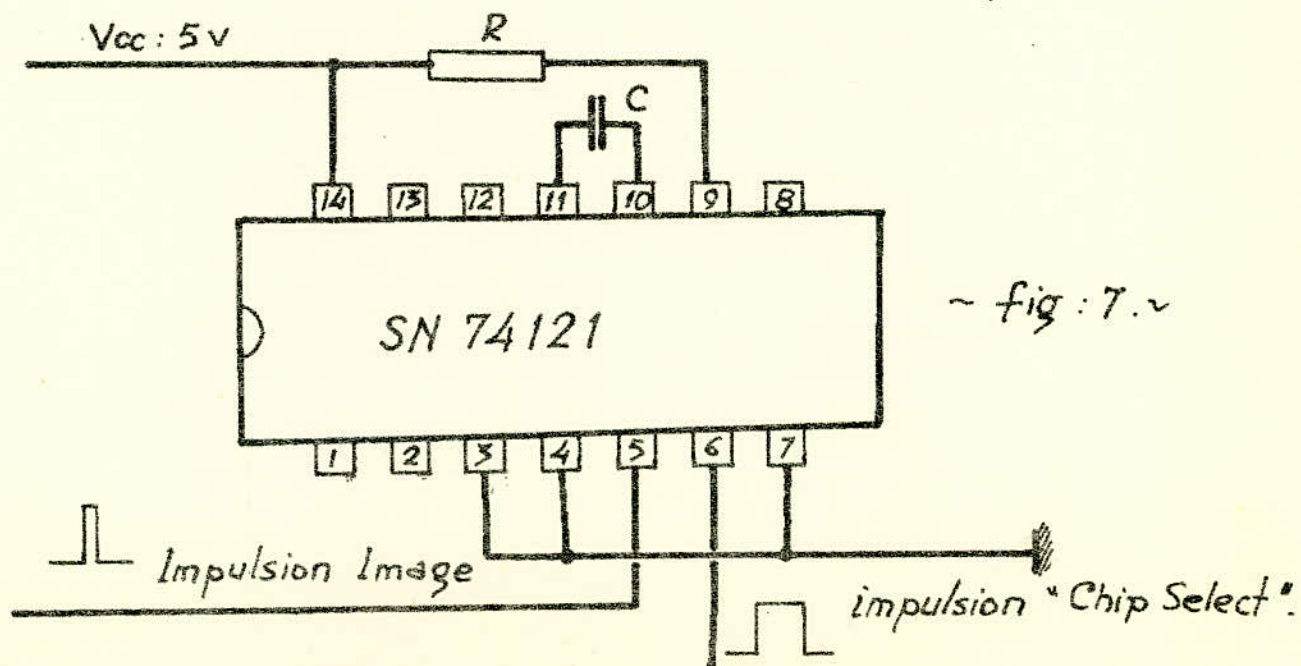 Vcc : 5v
R
C
14 13 12 11 10 9 8
SN 74121
~ fig : 7. ~
1 2 3 4 5 6 7
Impulsion Image
impulsion "Chip Select".